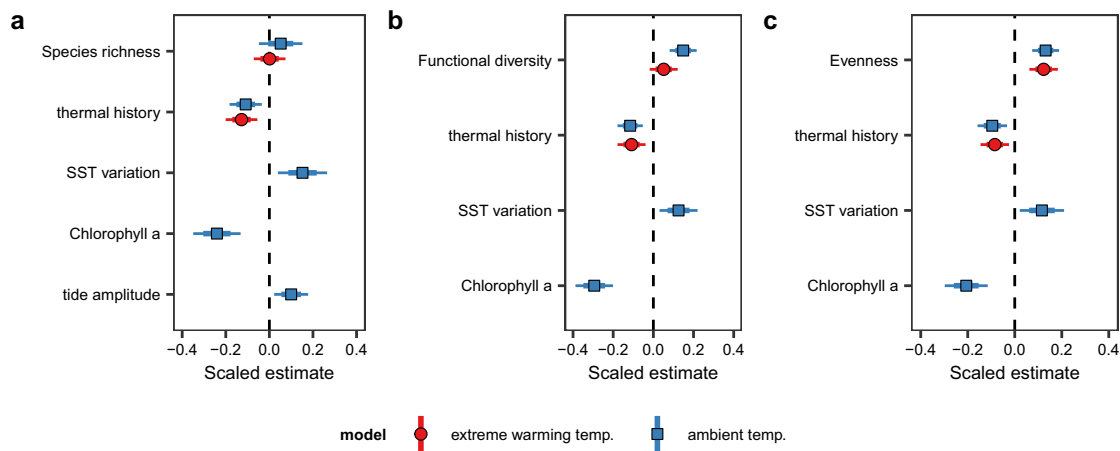 a
Species richness
thermal history
SST variation
Chlorophyll a
tide amplitude
−0.4 −0.2 0.0 0.2 0.4
Scaled estimate
b
Functional diversity
thermal history
SST variation
Chlorophyll a
−0.4 −0.2 0.0 0.2 0.4
Scaled estimate
c
Evenness
thermal history
SST variation
Chlorophyll a
−0.4 −0.2 0.0 0.2 0.4
Scaled estimate
model extreme warming temp. ambient temp.